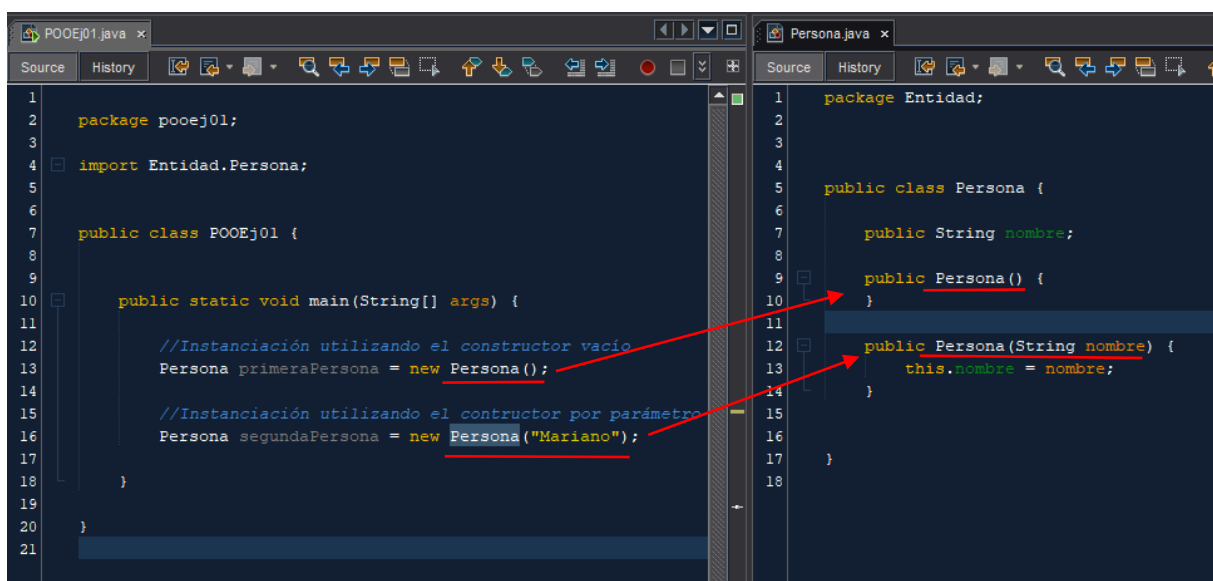 POOEj01.java
Source History
1
2 package pooej01;
3
4 import Entidad.Persona;
5
6
7 public class POOEj01 {
8
9
10 public static void main(String[] args) {
11
12 //Instanciación utilizando el constructor vacío
13 Persona primeraPersona = new Persona();
14
15 //Instanciación utilizando el contructor por parámetro
16 Persona segundaPersona = new Persona("Mariano");
17
18 }
19
20 }
21
Persona.java
Source History
1 package Entidad;
2
3
4
5 public class Persona {
6
7 public String nombre;
8
9 public Persona() {
10 }
11
12 public Persona(String nombre) {
13 this.nombre = nombre;
14 }
15
16
17 }
18